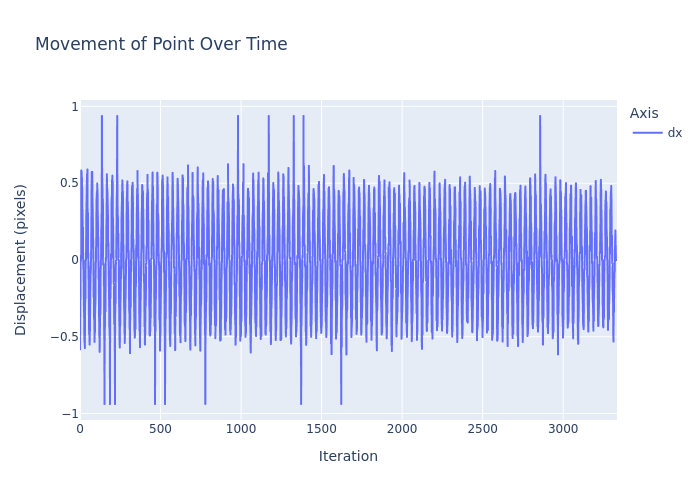 Movement of Point Over Time
Axis
dx
1
0.5
0
−0.5
−1
Displacement (pixels)
0
500
1000
1500
2000
2500
3000
Iteration